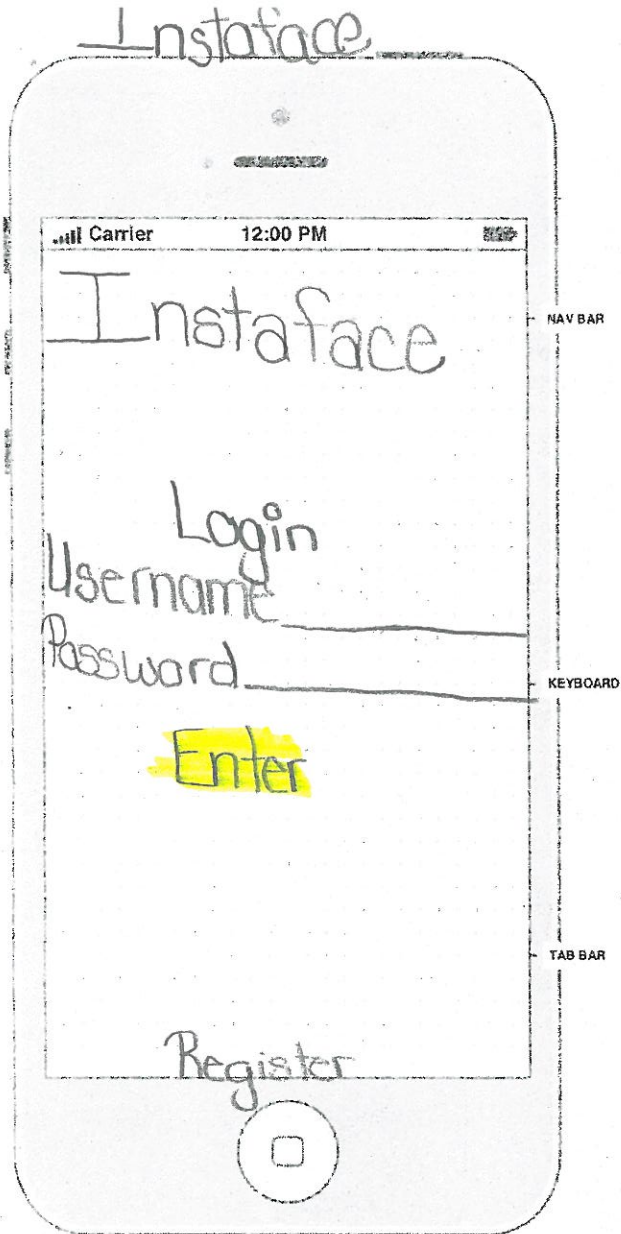 Instaface
Carrier 12:00 PM
Instaface
NAV BAR
Login
Username
Password
KEYBOARD
Enter
TAB BAR
Register